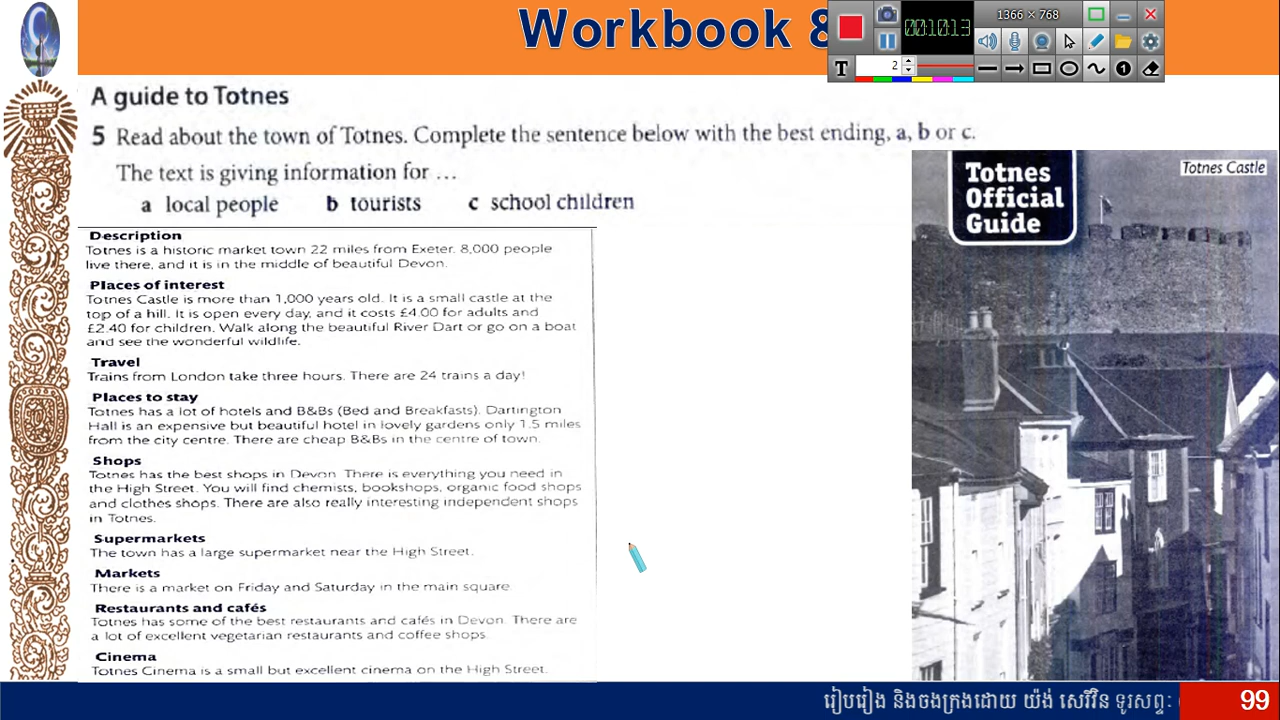 Workbook 8
1366 × 768
00:10:13
T
2
1
A guide to Totnes
5 Read about the town of Totnes. Complete the sentence below with the best ending, a, b or c.
The text is giving information for ...
a local people b tourists c school children
Description
Totnes is a historic market town 22 miles from Exeter. 8,000 people
live there, and it is in the middle of beautiful Devon.
Places of interest
Totnes Castle is more than 1,000 years old. It is a small castle at the
top of a hill. It is open every day, and it costs £4.00 for adults and
£2.40 for children. Walk along the beautiful River Dart or go on a boat
and see the wonderful wildlife.
Travel
Trains from London take three hours. There are 24 trains a day!
Places to stay
Totnes has a lot of hotels and B&Bs (Bed and Breakfasts). Dartington
Hall is an expensive but beautiful hotel in lovely gardens only 1.5 miles
from the city centre. There are cheap B&Bs in the centre of town.
Shops
Totnes has the best shops in Devon. There is everything you need in
the High Street. You will find chemists, bookshops, organic food shops
and clothes shops. There are also really interesting independent shops
in Totnes.
Supermarkets
The town has a large supermarket near the High Street.
Markets
There is a market on Friday and Saturday in the main square.
Restaurants and cafés
Totnes has some of the best restaurants and cafés in Devon. There are
a lot of excellent vegetarian restaurants and coffee shops.
Cinema
Totnes Cinema is a small but excellent cinema on the High Street.
Totnes
Official
Guide
Totnes Castle
រៀបរៀង និងចងក្រងដោយ យ៉ង់ សេរីវិន ទូរសព្ទៈ
99